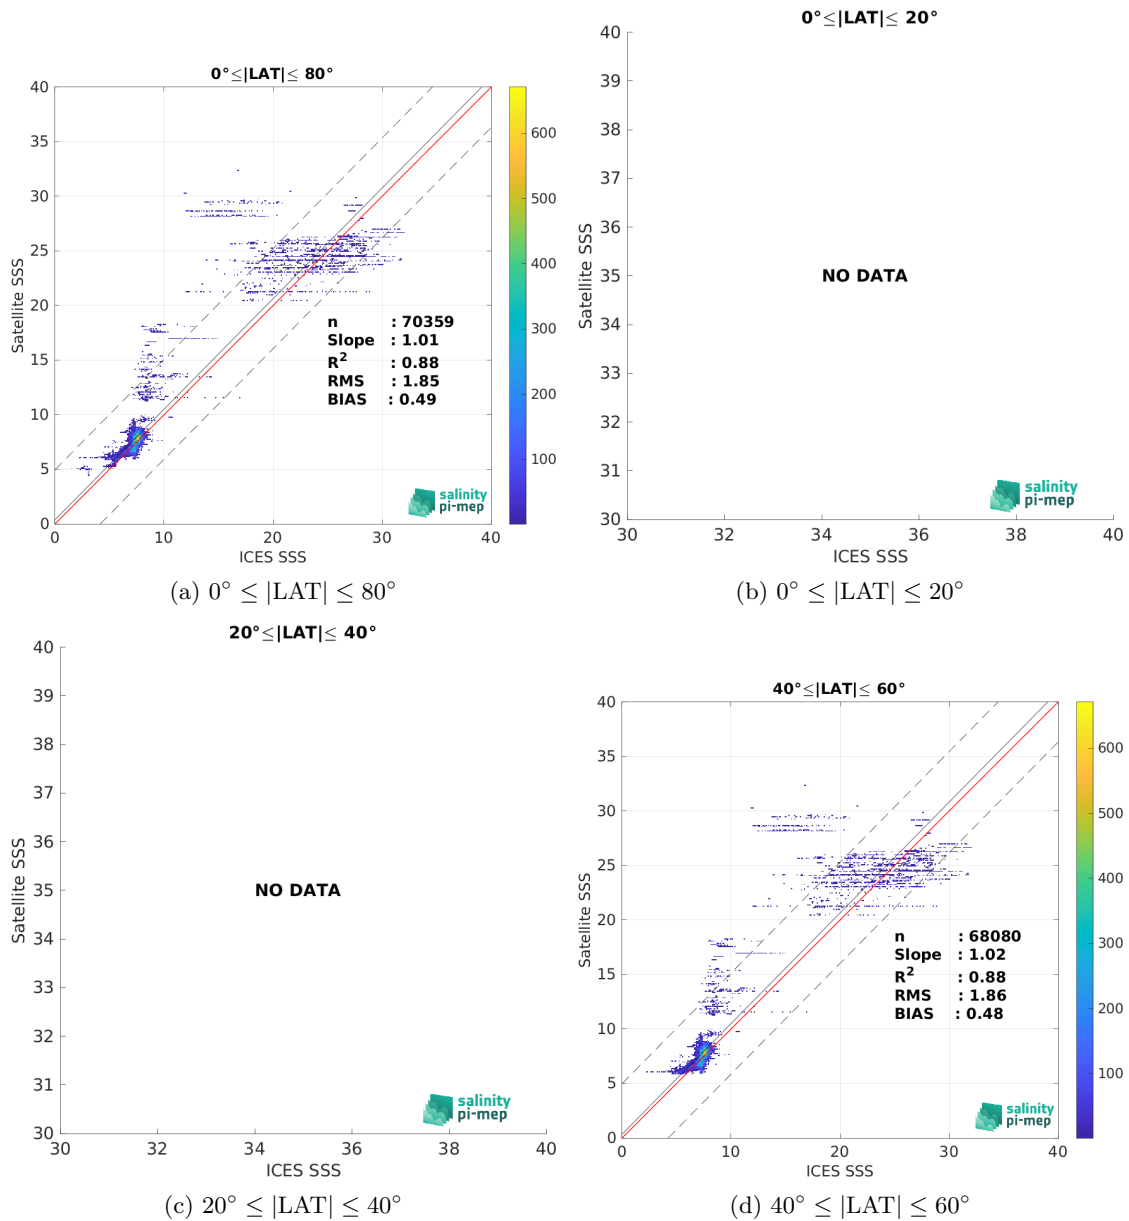 0°≤|LAT|≤ 80°
40
35
30
25
20
15
10
5
0
Satellite SSS
0
10
20
30
40
ICES SSS
600
500
400
300
200
100
n : 70359
Slope : 1.01
R² : 0.88
RMS : 1.85
BIAS : 0.49
salinity
pi-mep
(a) 0° ≤ |LAT| ≤ 80°
0°≤|LAT|≤ 20°
40
39
38
37
36
35
34
33
32
31
30
Satellite SSS
NO DATA
30
32
34
36
38
40
ICES SSS
salinity
pi-mep
(b) 0° ≤ |LAT| ≤ 20°
20°≤|LAT|≤ 40°
40
39
38
37
36
35
34
33
32
31
30
Satellite SSS
NO DATA
30
32
34
36
38
40
ICES SSS
salinity
pi-mep
(c) 20° ≤ |LAT| ≤ 40°
40°≤|LAT|≤ 60°
40
35
30
25
20
15
10
5
0
Satellite SSS
0
10
20
30
40
ICES SSS
600
500
400
300
200
100
n : 68080
Slope : 1.02
R² : 0.88
RMS : 1.86
BIAS : 0.48
salinity
pi-mep
(d) 40° ≤ |LAT| ≤ 60°